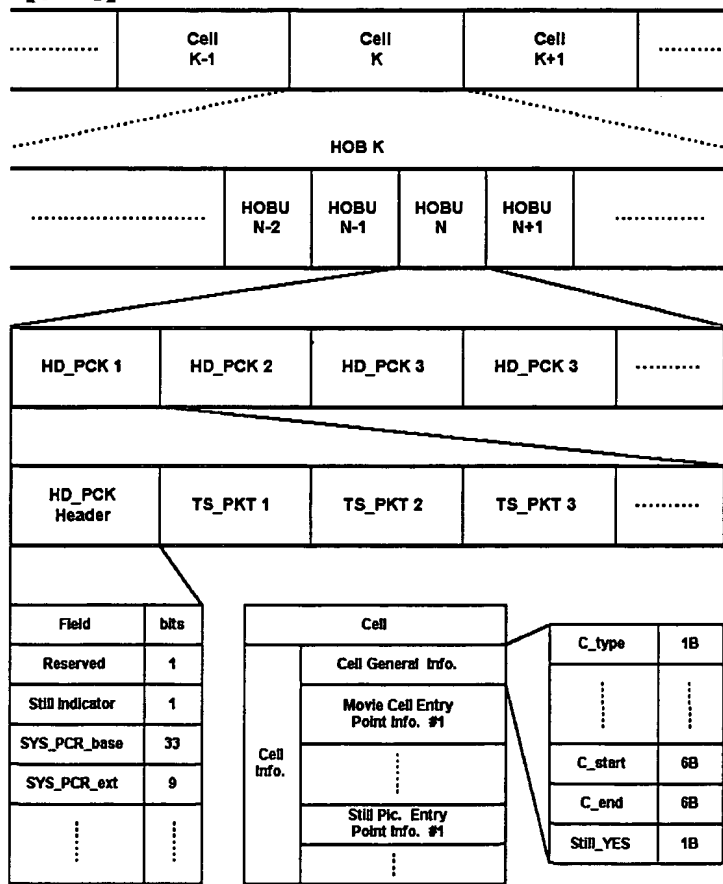 Cell K-1
Cell K
Cell K+1
HOB K
HOBU N-2
HOBU N-1
HOBU N
HOBU N+1
HD_PCK 1
HD_PCK 2
HD_PCK 3
HD_PCK 3
HD_PCK Header
TS_PKT 1
TS_PKT 2
TS_PKT 3
Field bits
Reserved 1
Still Indicator 1
SYS_PCR_base 33
SYS_PCR_ext 9
Cell
Cell Info.
Cell General Info.
Movie Cell Entry
Point Info. #1
Still Pic. Entry
Point Info. #1
C_type 1B
C_start 6B
C_end 6B
Still_YES 1B